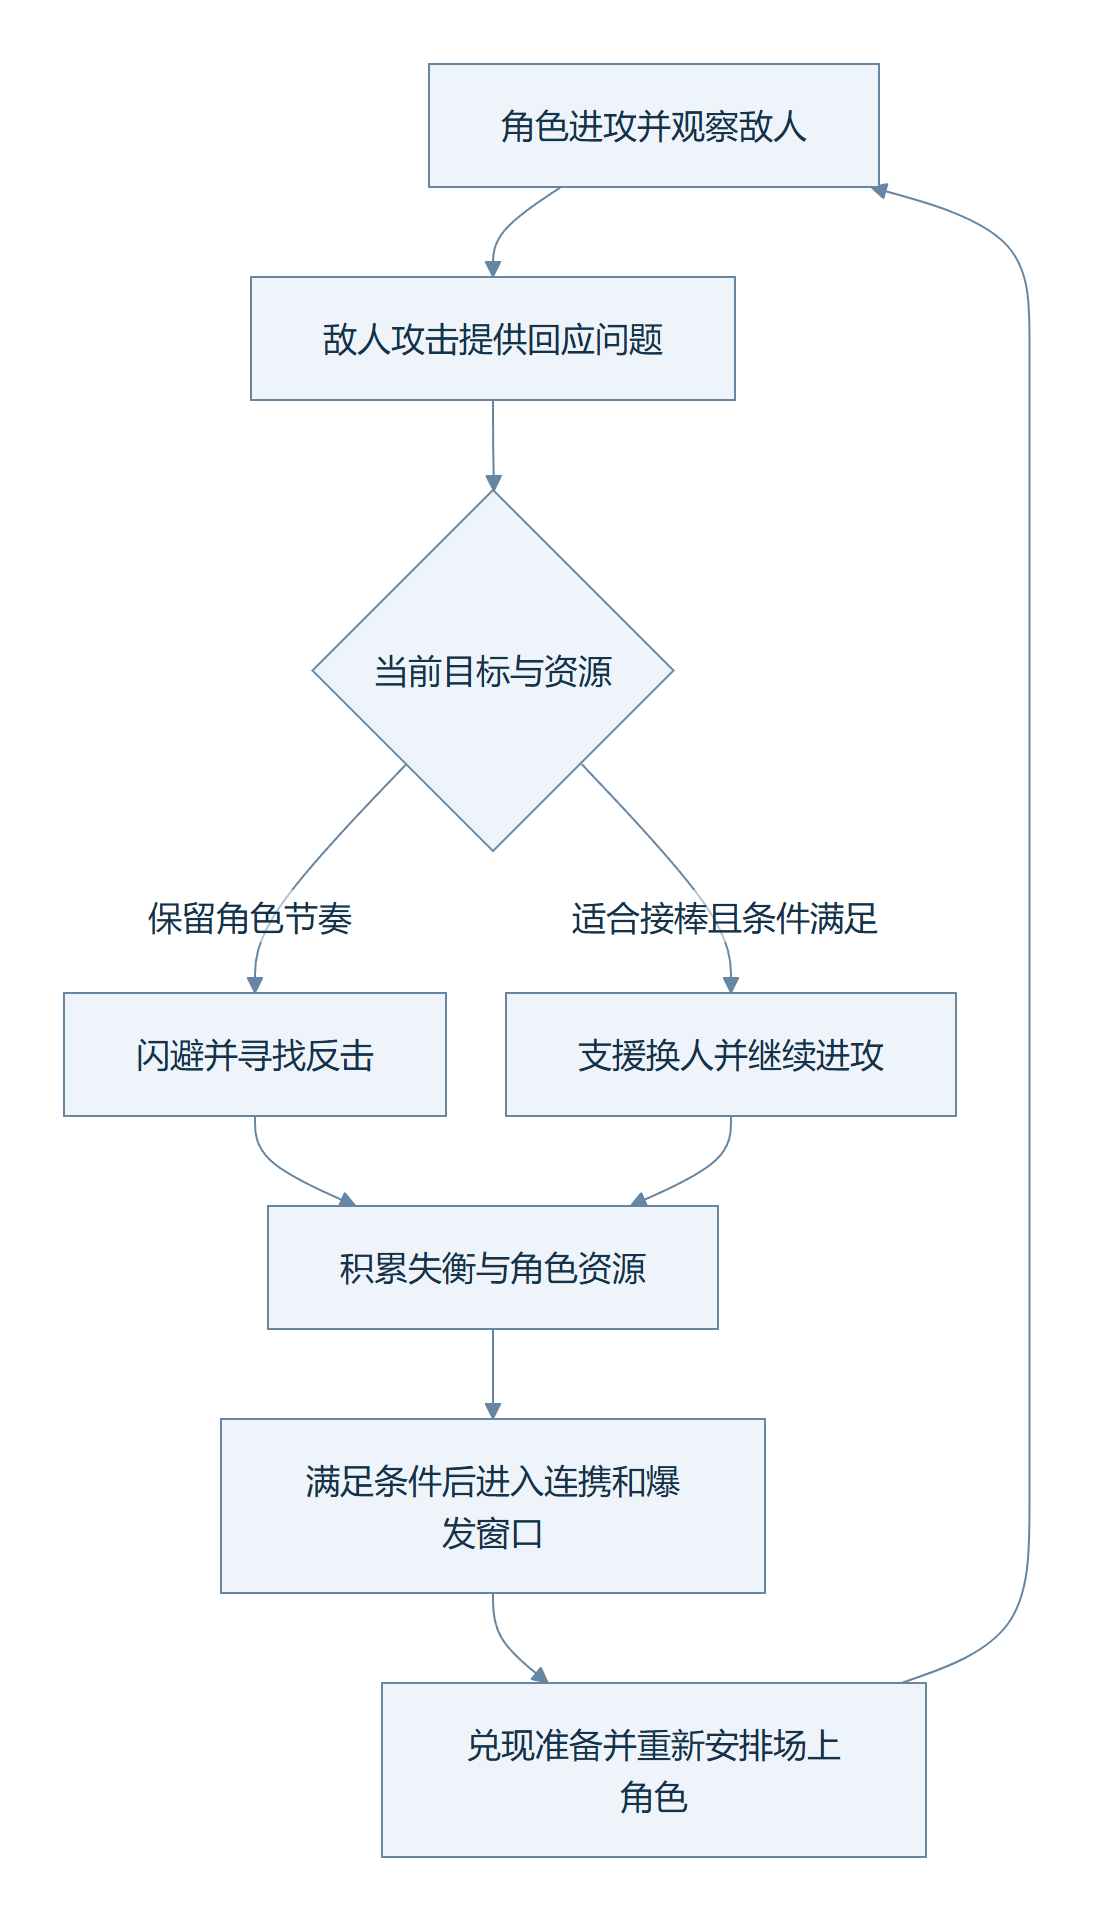 角色进攻并观察敌人
敌人攻击提供回应问题
当前目标与资源
保留角色节奏
适合接棒且条件满足
闪避并寻找反击
支援换人并继续进攻
积累失衡与角色资源
满足条件后进入连携和爆
发窗口
兑现准备并重新安排场上
角色